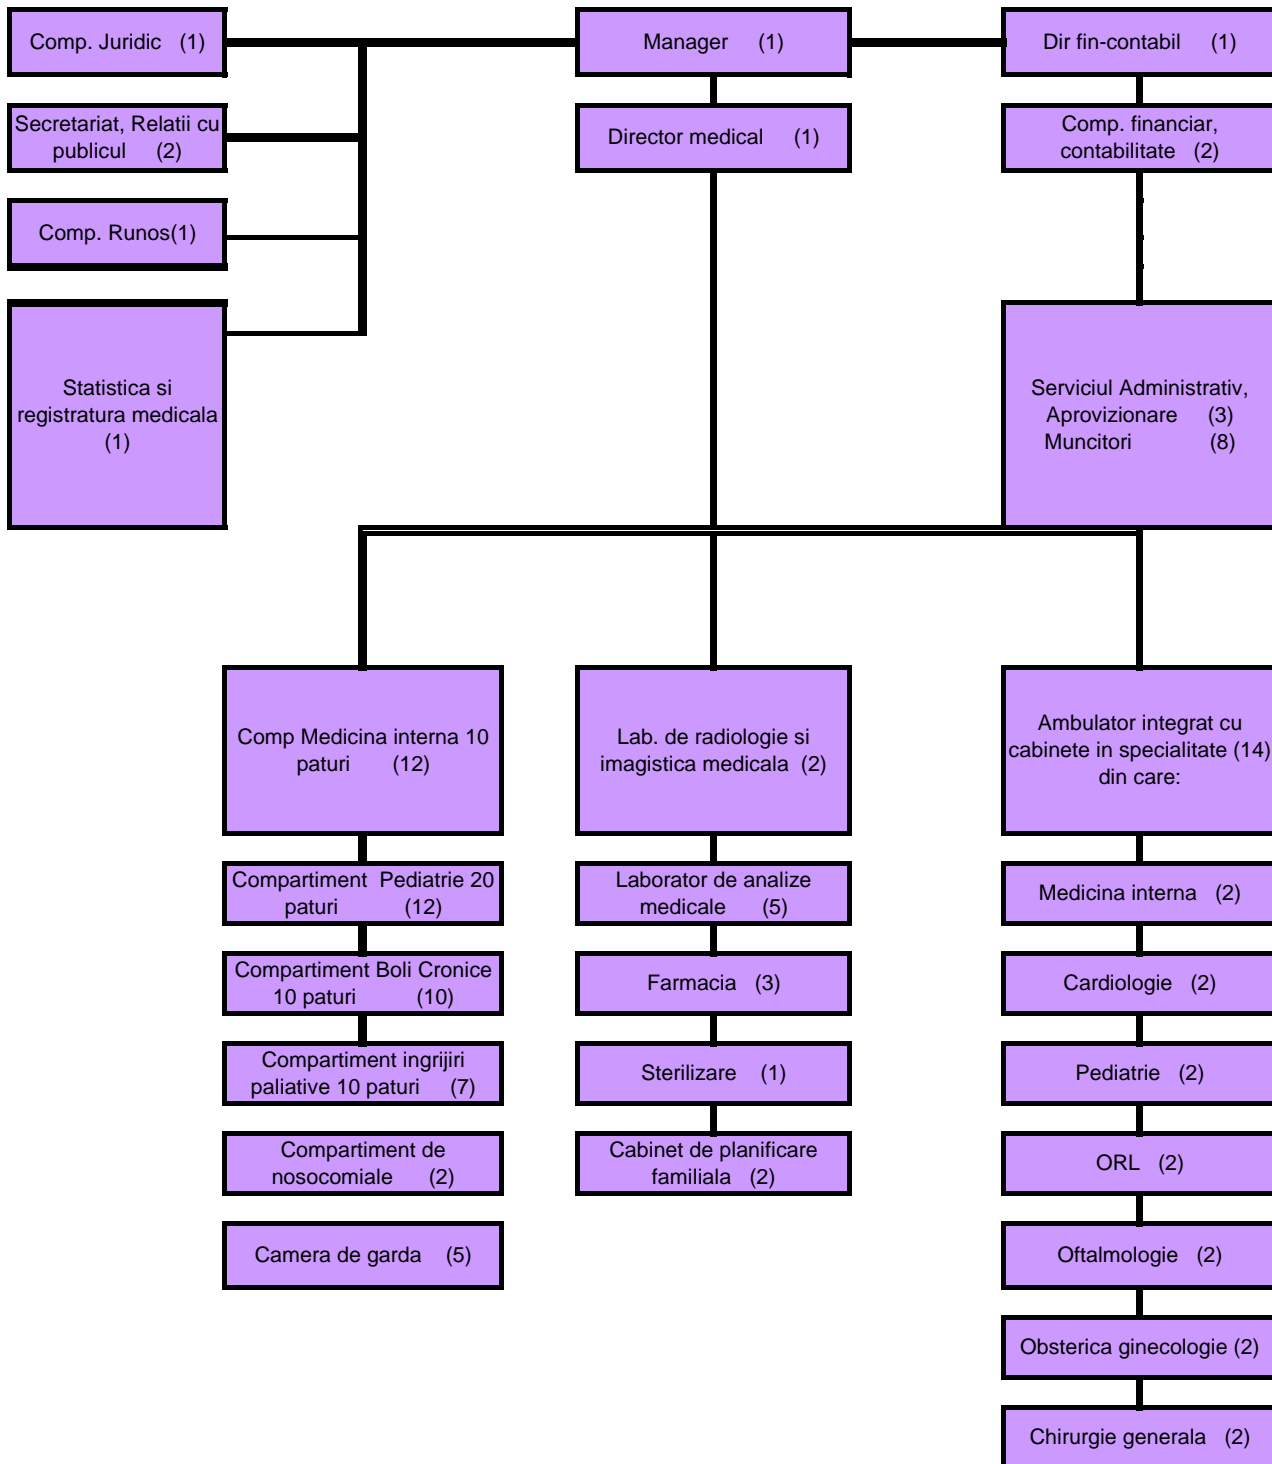 Comp. Juridic (1)
Manager (1)
Dir fin-contabil (1)
Secretariat, Relatii cu
publicul (2)
Director medical (1)
Comp. financiar,
contabilitate (2)
Comp. Runos(1)
Statistica si
registratura medicala
(1)
Serviciul Administrativ,
Aprovizionare (3)
Muncitori (8)
Comp Medicina interna 10
paturi (12)
Lab. de radiologie si
imagistica medicala (2)
Ambulator integrat cu
cabinete in specialitate (14)
din care:
Compartiment Pediatrie 20
paturi (12)
Laborator de analize
medicale (5)
Medicina interna (2)
Compartiment Boli Cronice
10 paturi (10)
Farmacia (3)
Cardiologie (2)
Compartiment ingrijiri
paliative 10 paturi (7)
Sterilizare (1)
Pediatrie (2)
Compartiment de
nosocomiale (2)
Cabinet de planificare
familiala (2)
ORL (2)
Camera de garda (5)
Oftalmologie (2)
Obsterica ginecologie (2)
Chirurgie generala (2)